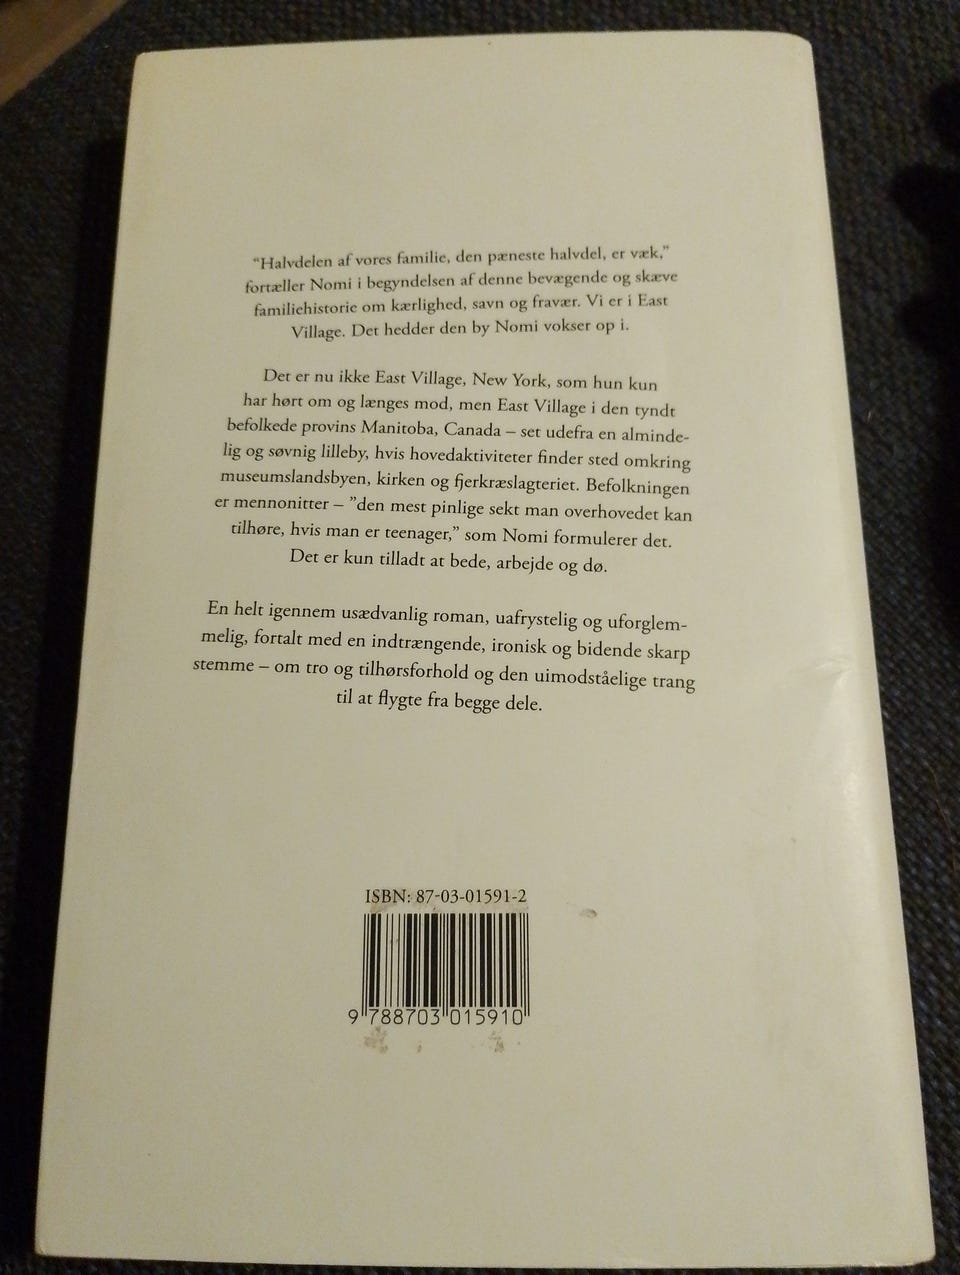 “Halvdelen af vores familie, den pæneste halvdel, er væk,”
fortæller Nomi i begyndelsen af denne bevægende og skæve
familiehistorie om kærlighed, savn og fravær. Vi er i East
Village. Det hedder den by Nomi vokser op i.
Det er nu ikke East Village, New York, som hun kun
har hørt om og længes mod, men East Village i den tyndt
befolkede provins Manitoba, Canada – set udefra en alminde-
lig og søvnig lilleby, hvis hovedaktiviteter finder sted omkring
museumslandsbyen, kirken og fjerkræslagteriet. Befolkningen
er mennonitter – ”den mest pinlige sekt man overhovedet kan
tilhøre, hvis man er teenager,” som Nomi formulerer det.
Det er kun tilladt at bede, arbejde og dø.
En helt igennem usædvanlig roman, uafrystelig og uforglem-
melig, fortalt med en indtrængende, ironisk og bidende skarp
stemme – om tro og tilhørsforhold og den uimodståelige trang
til at flygte fra begge dele.
ISBN: 87-03-01591-2
9 788703 015910